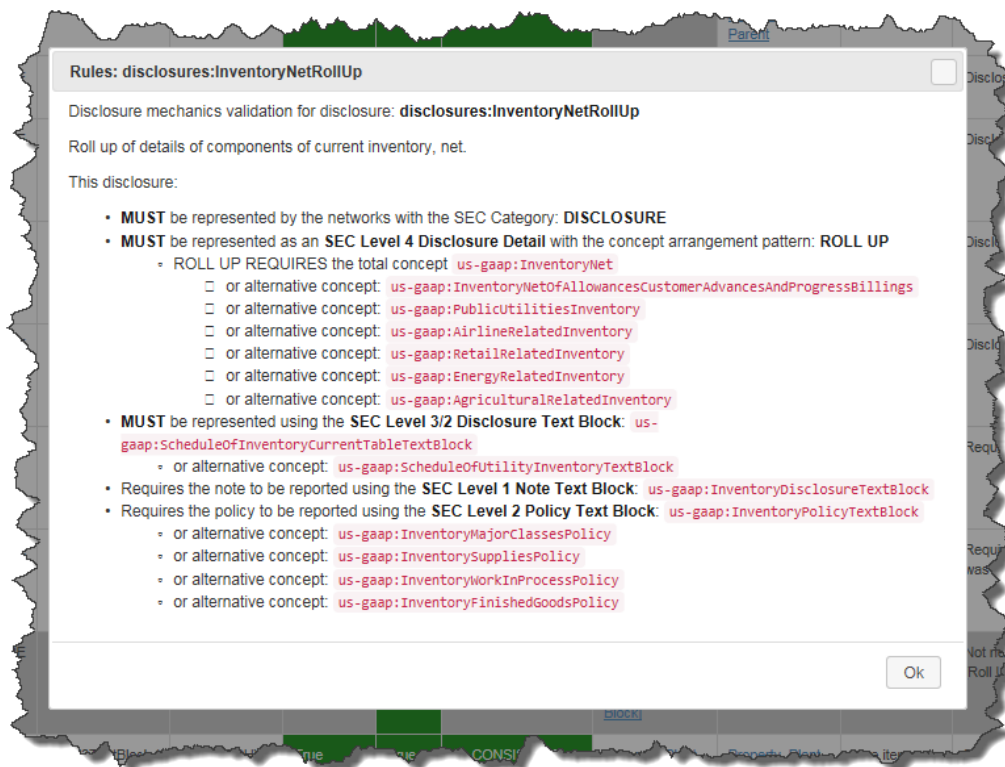 Parent
Rules: disclosures:InventoryNetRollUp
Disclosure mechanics validation for disclosure: disclosures:InventoryNetRollUp
Roll up of details of components of current inventory, net.
This disclosure:
• MUST be represented by the networks with the SEC Category: DISCLOSURE
• MUST be represented as an SEC Level 4 Disclosure Detail with the concept arrangement pattern: ROLL UP
◦ ROLL UP REQUIRES the total concept us-gaap:InventoryNet
□ or alternative concept: us-gaap:InventoryNetOfAllowancesCustomerAdvancesAndProgressBillings
□ or alternative concept: us-gaap:PublicUtilitiesInventory
□ or alternative concept: us-gaap:AirlineRelatedInventory
□ or alternative concept: us-gaap:RetailRelatedInventory
□ or alternative concept: us-gaap:EnergyRelatedInventory
□ or alternative concept: us-gaap:AgriculturalRelatedInventory
• MUST be represented using the SEC Level 3/2 Disclosure Text Block: us-
gaap:ScheduleOfInventoryCurrentTableTextBlock
◦ or alternative concept: us-gaap:ScheduleOfUtilityInventoryTextBlock
• Requires the note to be reported using the SEC Level 1 Note Text Block: us-gaap:InventoryDisclosureTextBlock
• Requires the policy to be reported using the SEC Level 2 Policy Text Block: us-gaap:InventoryPolicyTextBlock
◦ or alternative concept: us-gaap:InventoryMajorClassesPolicy
◦ or alternative concept: us-gaap:InventorySuppliesPolicy
◦ or alternative concept: us-gaap:InventoryWorkInProcessPolicy
◦ or alternative concept: us-gaap:InventoryFinishedGoodsPolicy
Ok
Not
Roll
Block]
True
Property, Plant